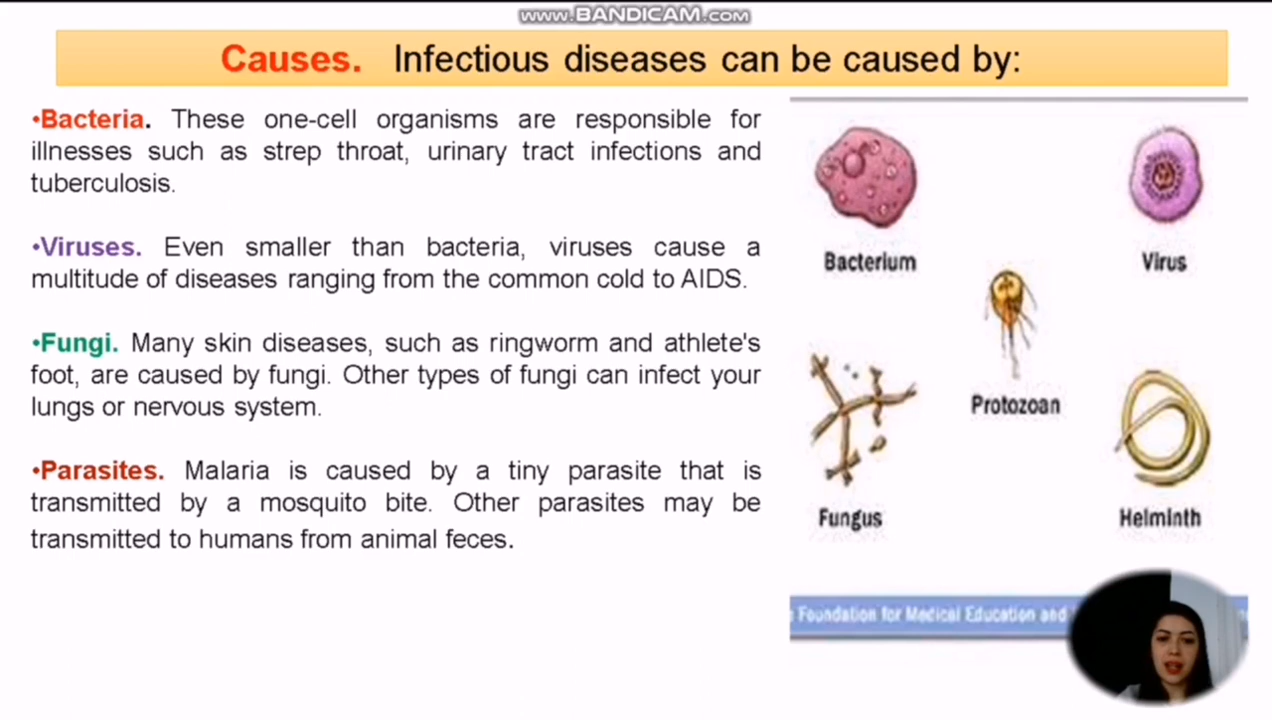 www.BANDICAM.com
Causes. Infectious diseases can be caused by:
•Bacteria. These one-cell organisms are responsible for
illnesses such as strep throat, urinary tract infections and
tuberculosis.
•Viruses. Even smaller than bacteria, viruses cause a
multitude of diseases ranging from the common cold to AIDS.
•Fungi. Many skin diseases, such as ringworm and athlete's
foot, are caused by fungi. Other types of fungi can infect your
lungs or nervous system.
•Parasites. Malaria is caused by a tiny parasite that is
transmitted by a mosquito bite. Other parasites may be
transmitted to humans from animal feces.
Bacterium
Virus
Protozoan
Fungus
Helminth
Foundation for Medical Education and